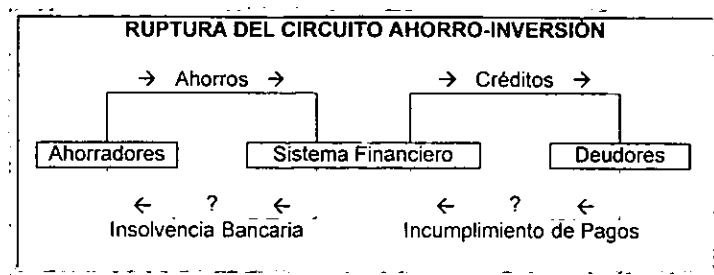 RUPTURA DEL CIRCUITO AHORRO-INVERSIÓN
→ Ahorros → → Créditos →
Ahorradores Sistema Financiero Deudores
← ? ← ← ? ←
Insolvencia Bancaria Incumplimiento de Pagos